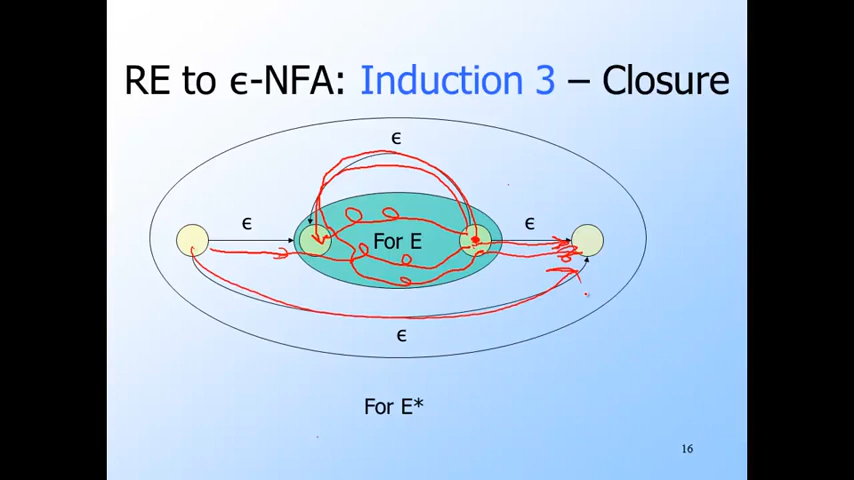 RE to ϵ-NFA: Induction 3 – Closure
ϵ
ϵ
For E
ϵ
ϵ
For E*
16